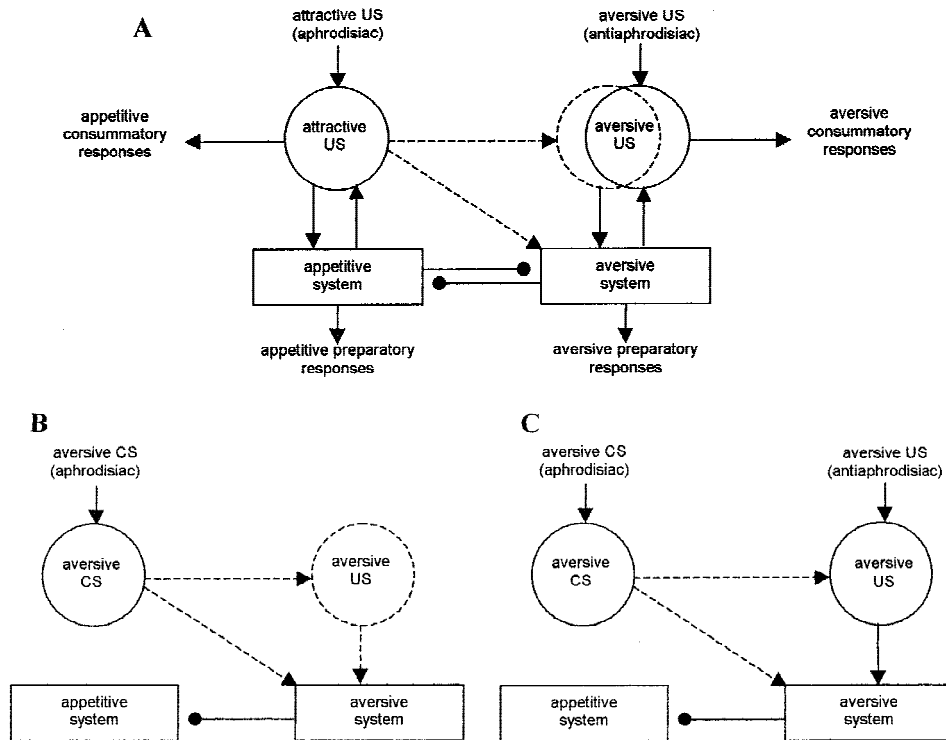 A
attractive US
(aphrodisiac)
aversive US
(antiaphrodisiac)
appetitive
consummatory
responses
attractive
US
aversive
US
aversive
consummatory
responses
appetitive
system
aversive
system
appetitive preparatory
responses
aversive preparatory
responses
B
aversive CS
(aphrodisiac)
aversive
CS
aversive
US
appetitive
system
aversive
system
C
aversive CS
(aphrodisiac)
aversive US
(antiaphrodisiac)
aversive
CS
aversive
US
appetitive
system
aversive
system